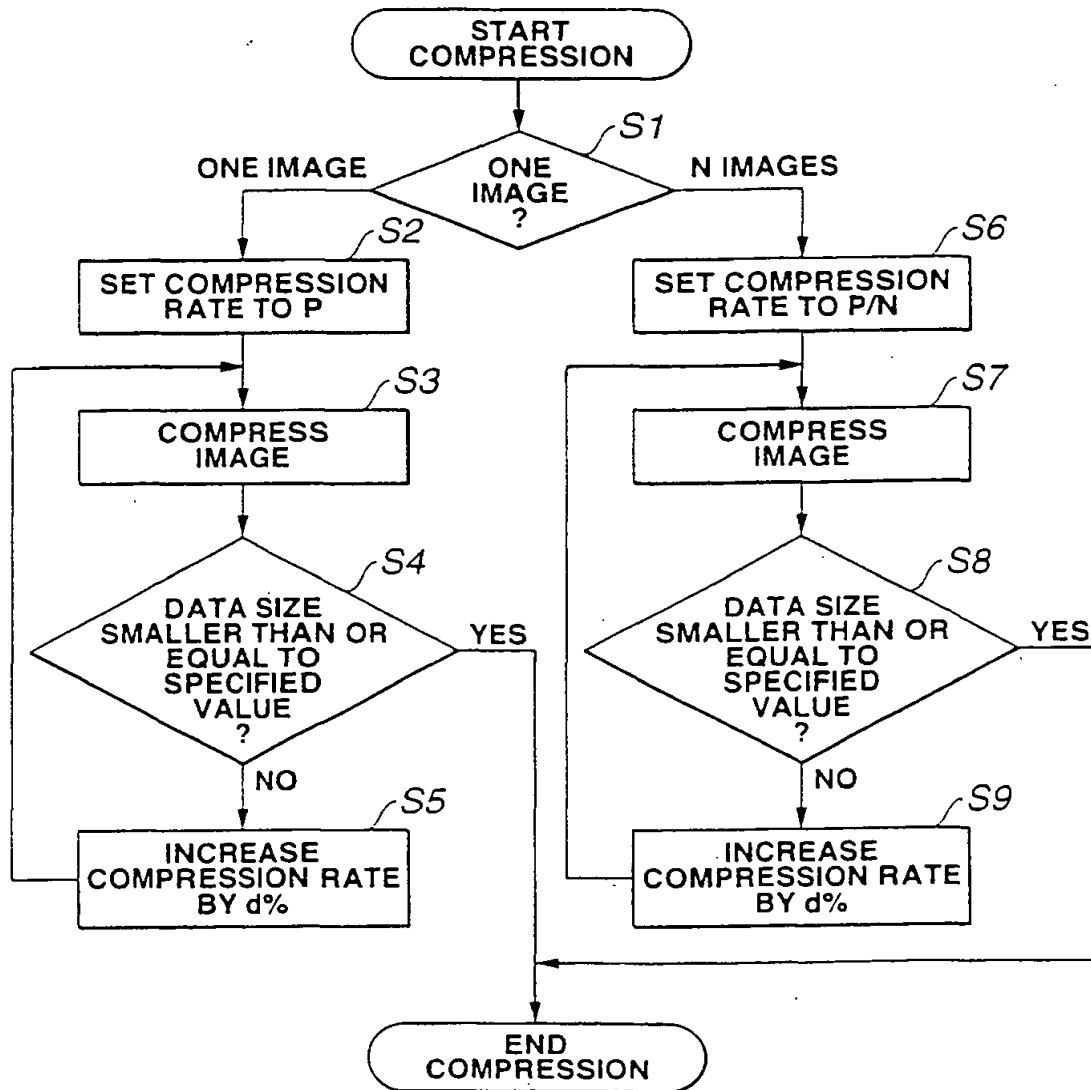 START
COMPRESSION
S1
ONE IMAGE
ONE
IMAGE
?
N IMAGES
S2
SET COMPRESSION
RATE TO P
S6
SET COMPRESSION
RATE TO P/N
S3
COMPRESS
IMAGE
S7
COMPRESS
IMAGE
S4
DATA SIZE
SMALLER THAN OR
EQUAL TO
SPECIFIED
VALUE
?
YES
NO
S8
DATA SIZE
SMALLER THAN OR
EQUAL TO
SPECIFIED
VALUE
?
YES
NO
S5
INCREASE
COMPRESSION RATE
BY d%
S9
INCREASE
COMPRESSION RATE
BY d%
END
COMPRESSION